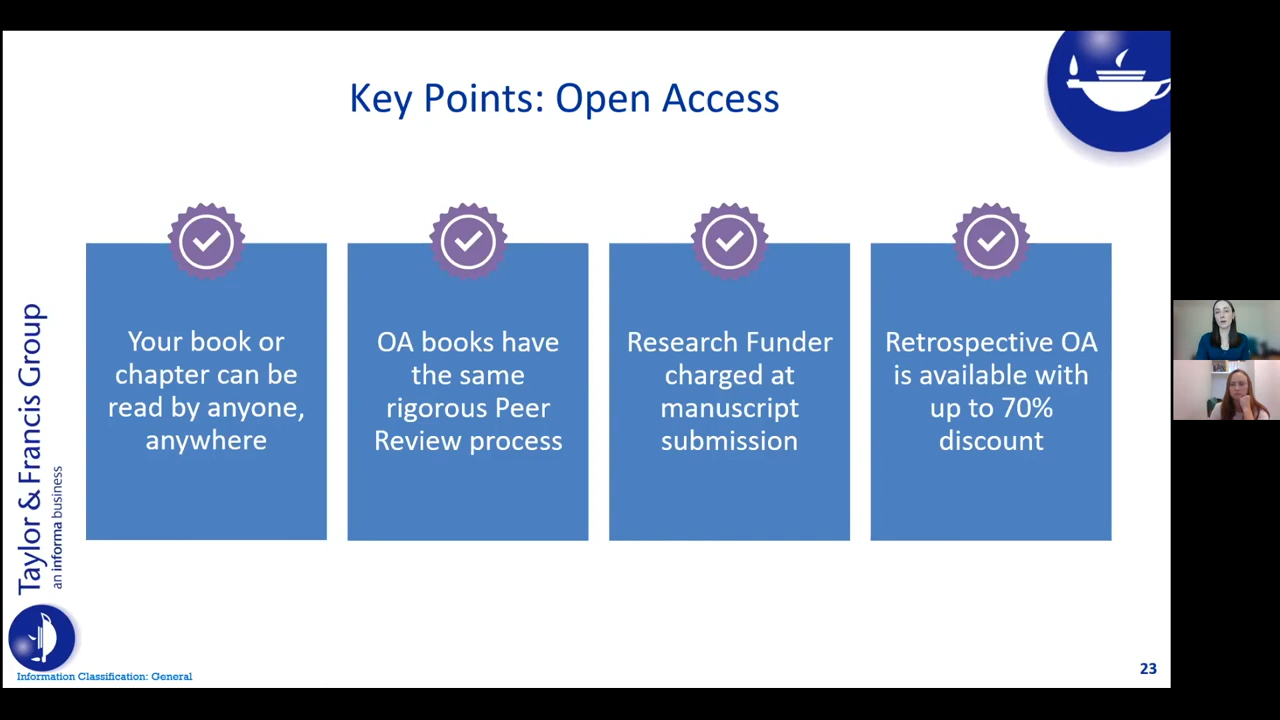 Key Points: Open Access
Your book or
chapter can be
read by anyone,
anywhere
OA books have
the same
rigorous Peer
Review process
Research Funder
charged at
manuscript
submission
Retrospective OA
is available with
up to 70%
discount
Taylor & Francis Group
an informa business
Information Classification: General
23